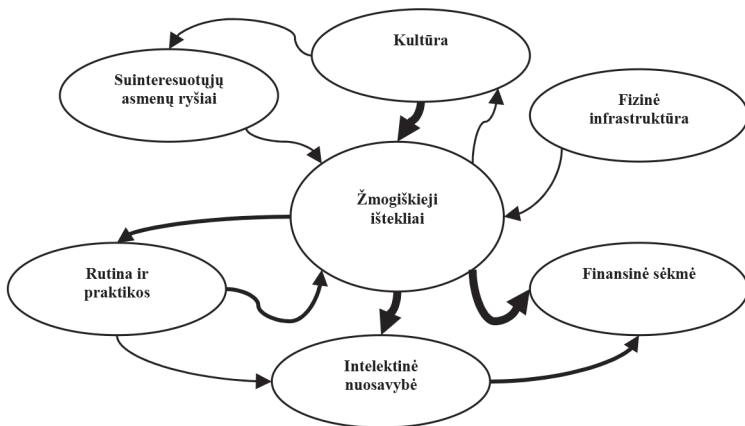 Kultūra
Suinteresuotųjų
asmenų ryšiai
Fizinė
infrastruktūra
Žmogiškieji
ištekliai
Rutina ir
praktikos
Finansinė sėkmė
Intelektinė
nuosavybė